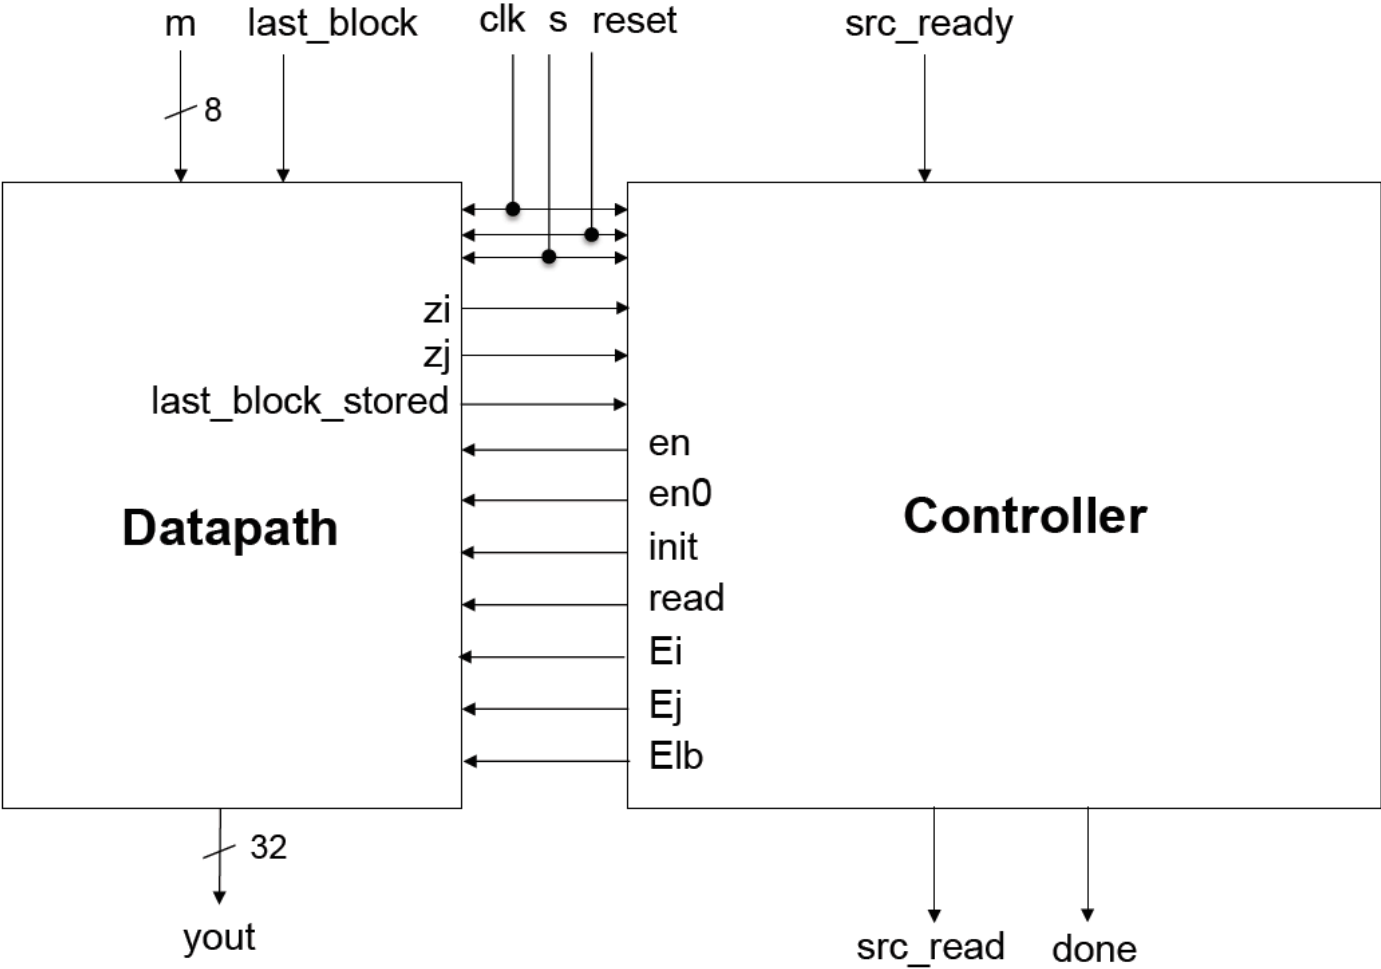 m last_block clk s reset src_ready
8
zi
zj
last_block_stored
en
en0
init
read
Ei
Ej
Elb
Datapath
Controller
32
yout
src_read done